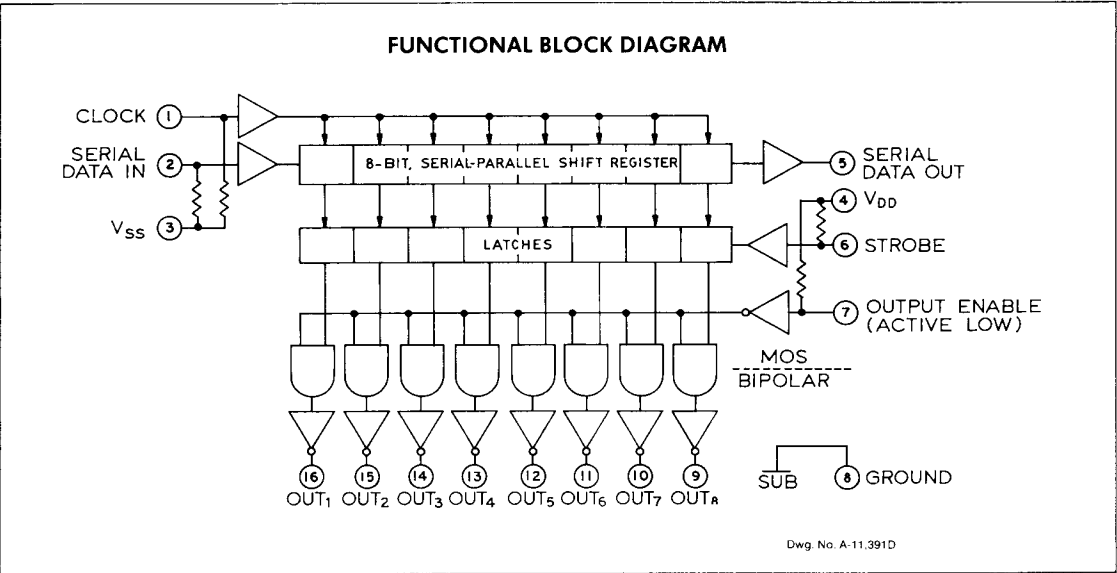 FUNCTIONAL BLOCK DIAGRAM
CLOCK 1
SERIAL
DATA IN 2
VSS 3
8-BIT, SERIAL-PARALLEL SHIFT REGISTER
5 SERIAL
DATA OUT
4 VDD
LATCHES
6 STROBE
7 OUTPUT ENABLE
(ACTIVE LOW)
MOS
BIPOLAR
16 15 14 13 12 11 10 9
OUT1 OUT2 OUT3 OUT4 OUT5 OUT6 OUT7 OUT8
SUB
8 GROUND
Dwg. No. A-11,391D